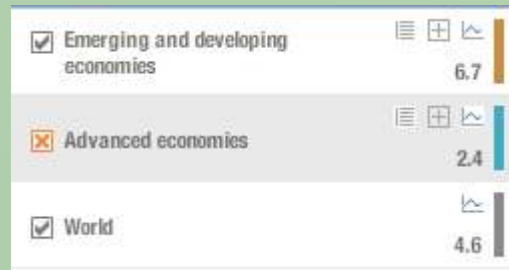 Emerging and developing
economies
6.7
Advanced economies
2.4
World
4.6